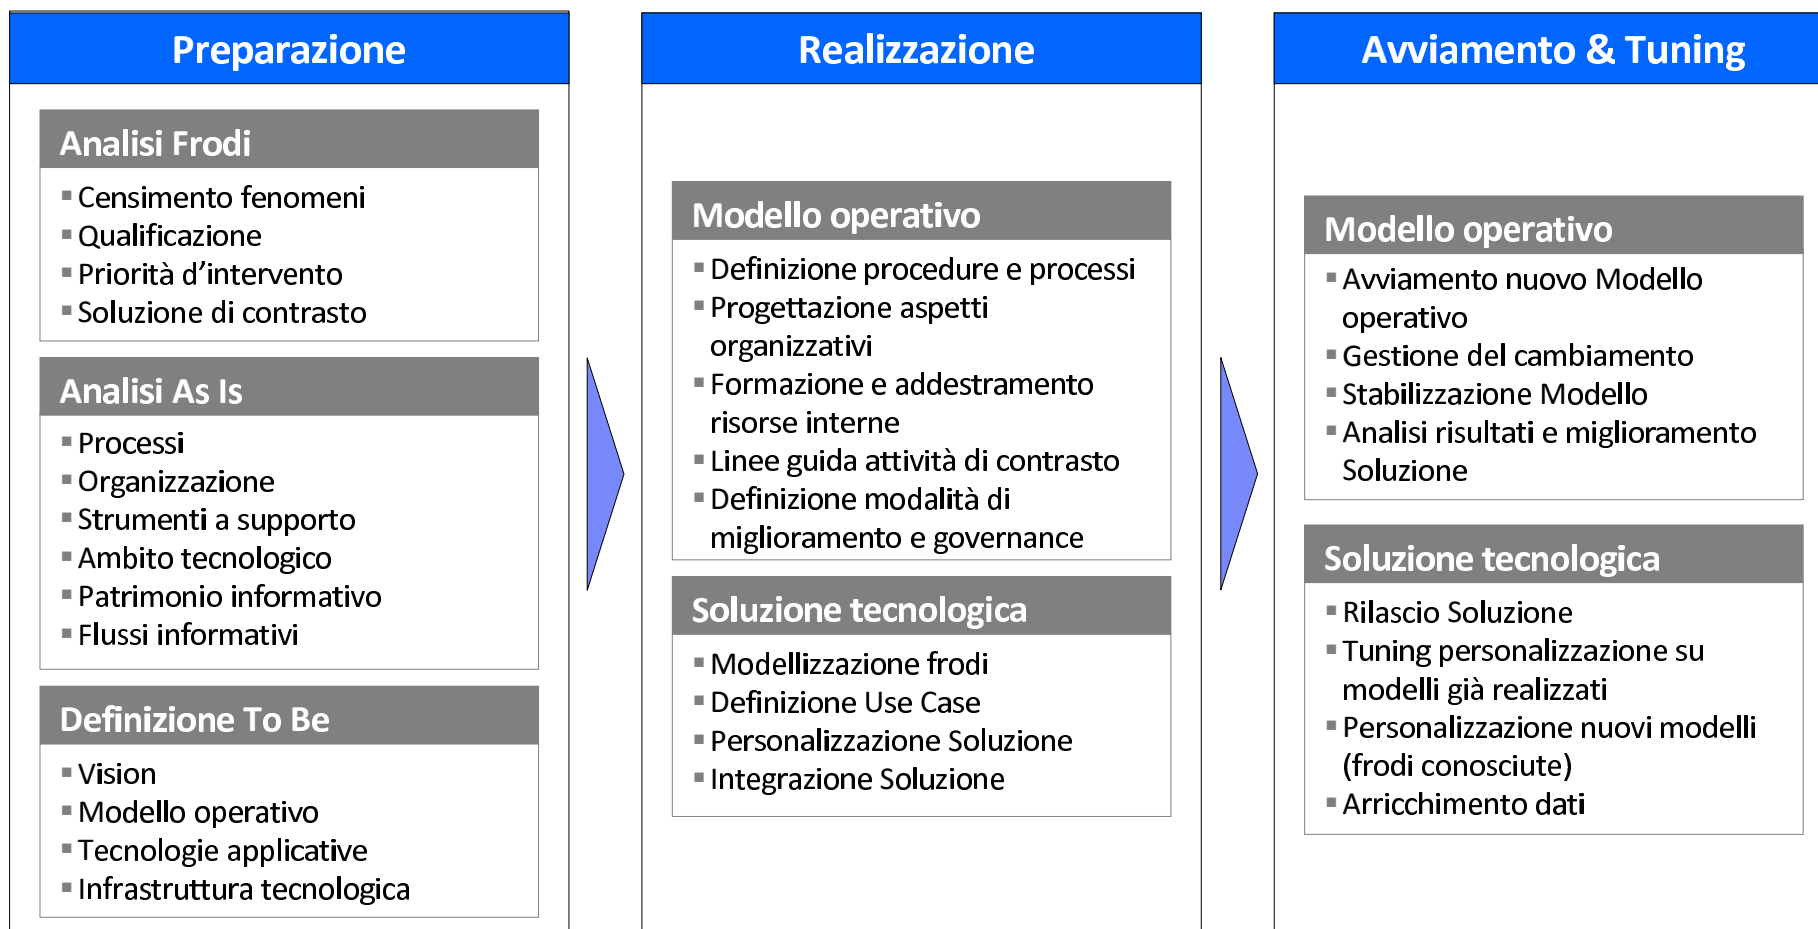 Preparazione
Analisi Frodi
▪ Censimento fenomeni
▪ Qualificazione
▪ Priorità d’intervento
▪ Soluzione di contrasto
Analisi As Is
▪ Processi
▪ Organizzazione
▪ Strumenti a supporto
▪ Ambito tecnologico
▪ Patrimonio informativo
▪ Flussi informativi
Definizione To Be
▪ Vision
▪ Modello operativo
▪ Tecnologie applicative
▪ Infrastruttura tecnologica
Realizzazione
Modello operativo
▪ Definizione procedure e processi
▪ Progettazione aspetti
organizzativi
▪ Formazione e addestramento
risorse interne
▪ Linee guida attività di contrasto
▪ Definizione modalità di
miglioramento e governance
Soluzione tecnologica
▪ Modellizzazione frodi
▪ Definizione Use Case
▪ Personalizzazione Soluzione
▪ Integrazione Soluzione
Avviamento & Tuning
Modello operativo
▪ Avviamento nuovo Modello
operativo
▪ Gestione del cambiamento
▪ Stabilizzazione Modello
▪ Analisi risultati e miglioramento
Soluzione
Soluzione tecnologica
▪ Rilascio Soluzione
▪ Tuning personalizzazione su
modelli già realizzati
▪ Personalizzazione nuovi modelli
(frodi conosciute)
▪ Arricchimento dati